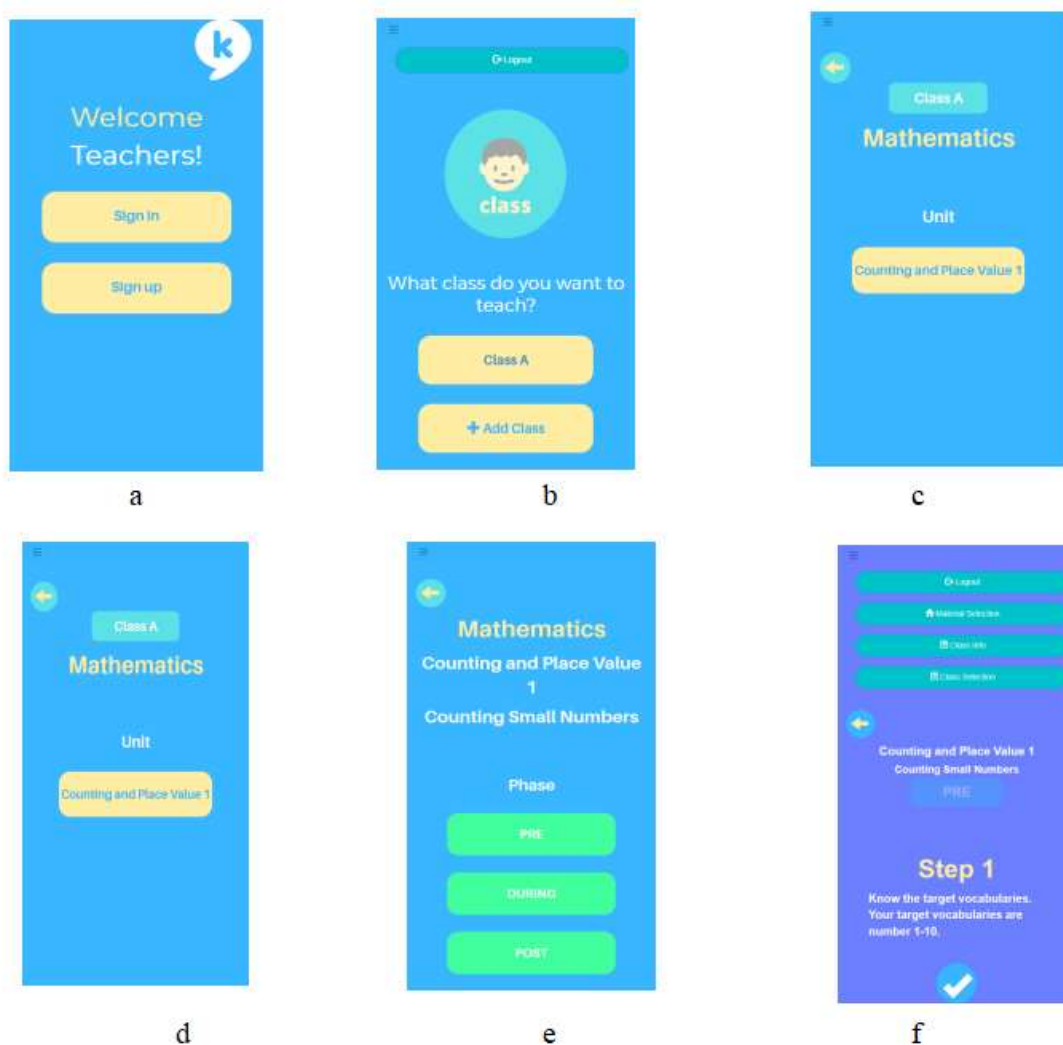 k
Welcome
Teachers!
Sign in
Sign up
a
Logout
class
What class do you want to
teach?
Class A
+ Add Class
b
Class A
Mathematics
Unit
Counting and Place Value 1
c
Class A
Mathematics
Unit
Counting and Place Value 1
d
Mathematics
Counting and Place Value
1
Counting Small Numbers
Phase
PRE
DURING
POST
e
Logout
Material Selection
Class Info
Class Selection
Counting and Place Value 1
Counting Small Numbers
PRE
Step 1
Know the target vocabularies.
Your target vocabularies are
number 1-10.
f